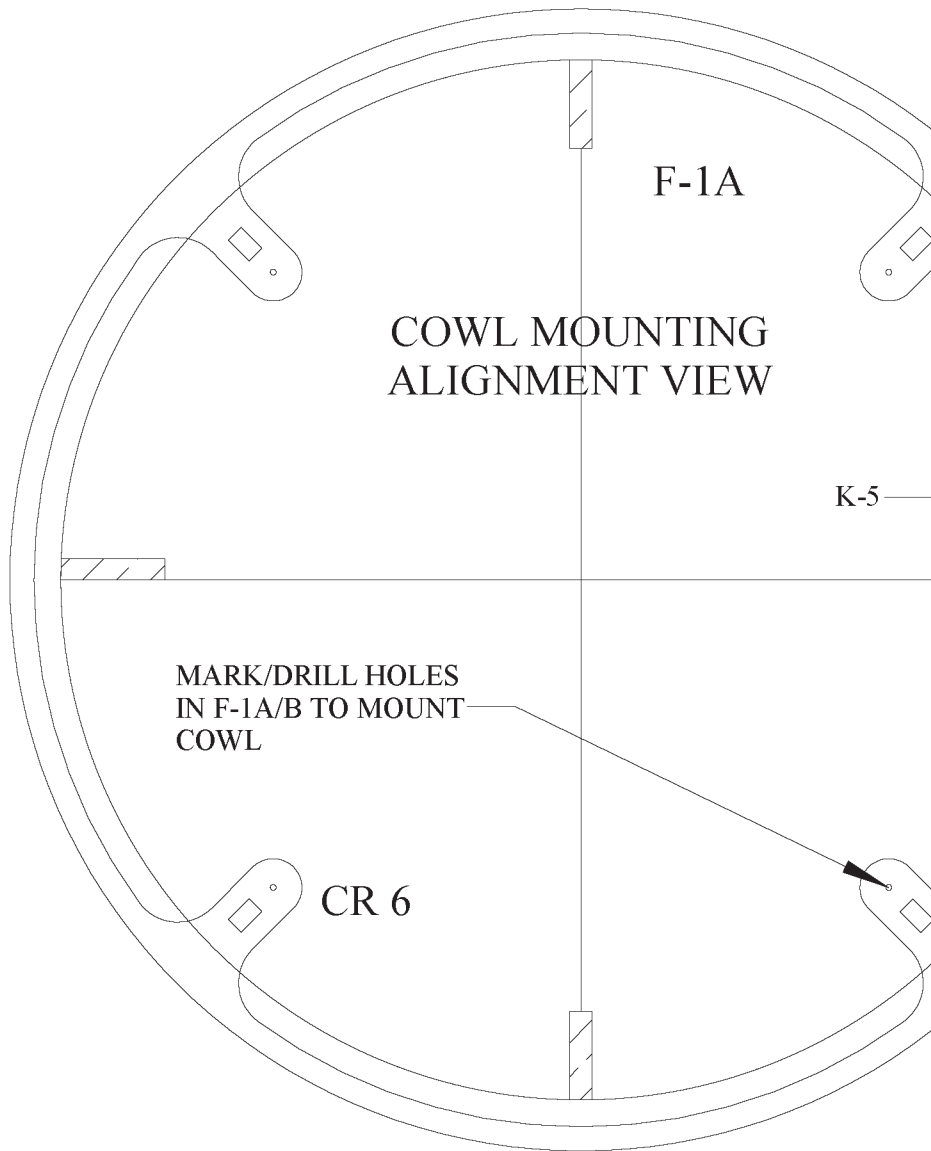 F-1A
COWL MOUNTING
ALIGNMENT VIEW
K-5
MARK/DRILL HOLES
IN F-1A/B TO MOUNT
COWL
CR 6